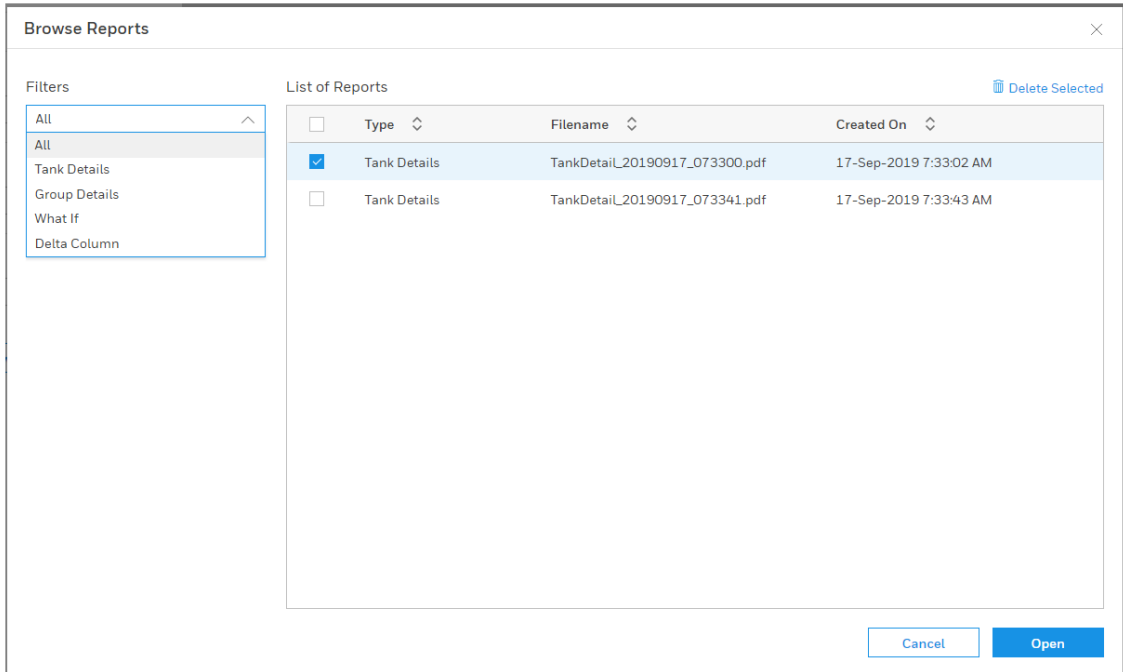 Browse Reports
Filters
List of Reports
Delete Selected
All
All
Tank Details
Group Details
What If
Delta Column
Type Filename Created On
Tank Details TankDetail_20190917_073300.pdf 17-Sep-2019 7:33:02 AM
Tank Details TankDetail_20190917_073341.pdf 17-Sep-2019 7:33:43 AM
Cancel
Open